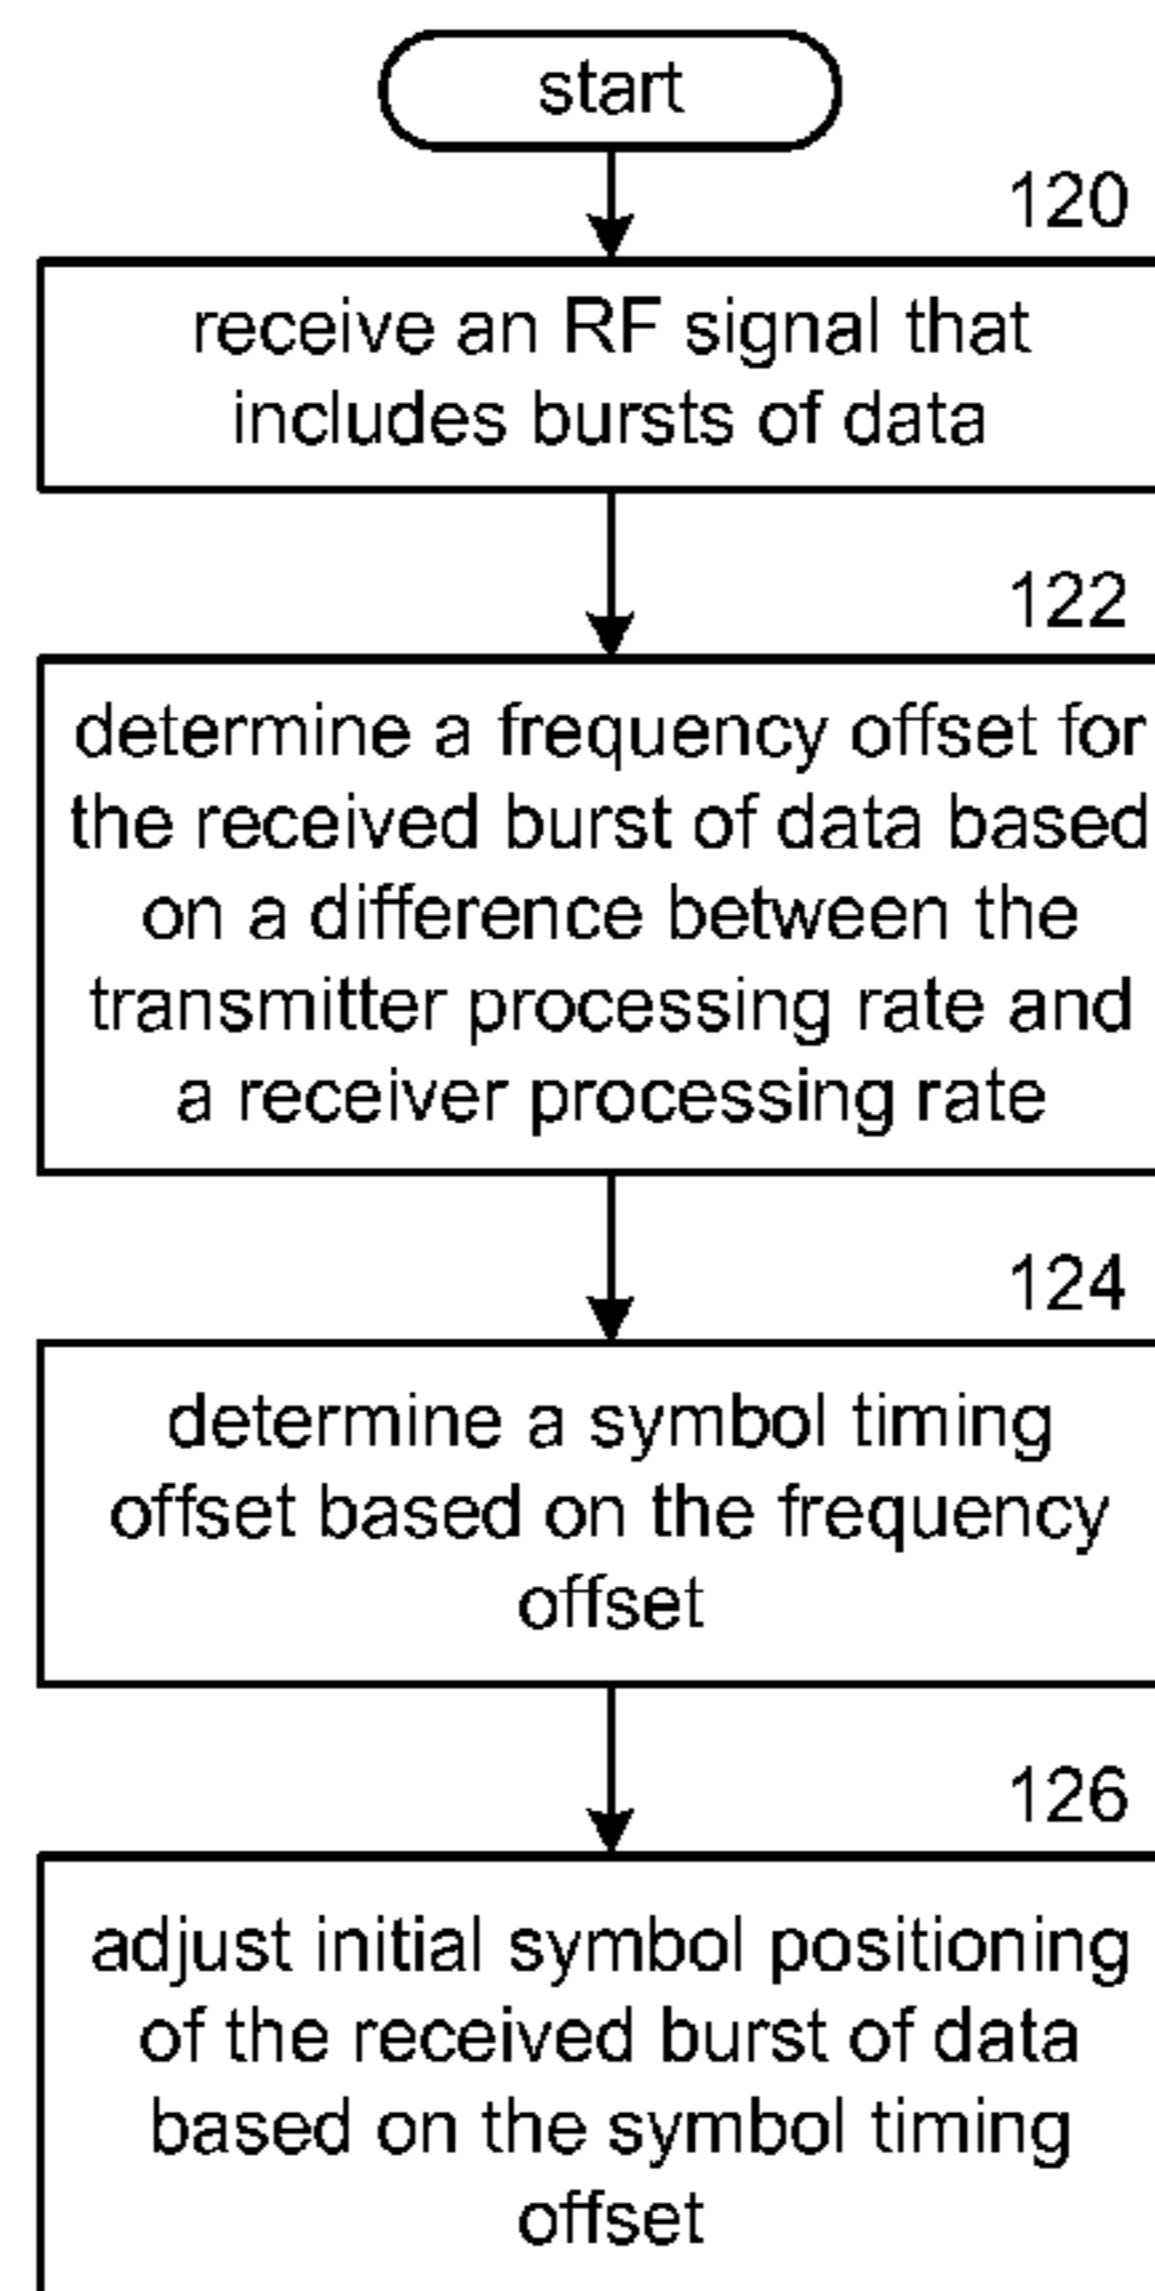 start
120
receive an RF signal that
includes bursts of data
122
determine a frequency offset for
the received burst of data based
on a difference between the
transmitter processing rate and
a receiver processing rate
124
determine a symbol timing
offset based on the frequency
offset
126
adjust initial symbol positioning
of the received burst of data
based on the symbol timing
offset